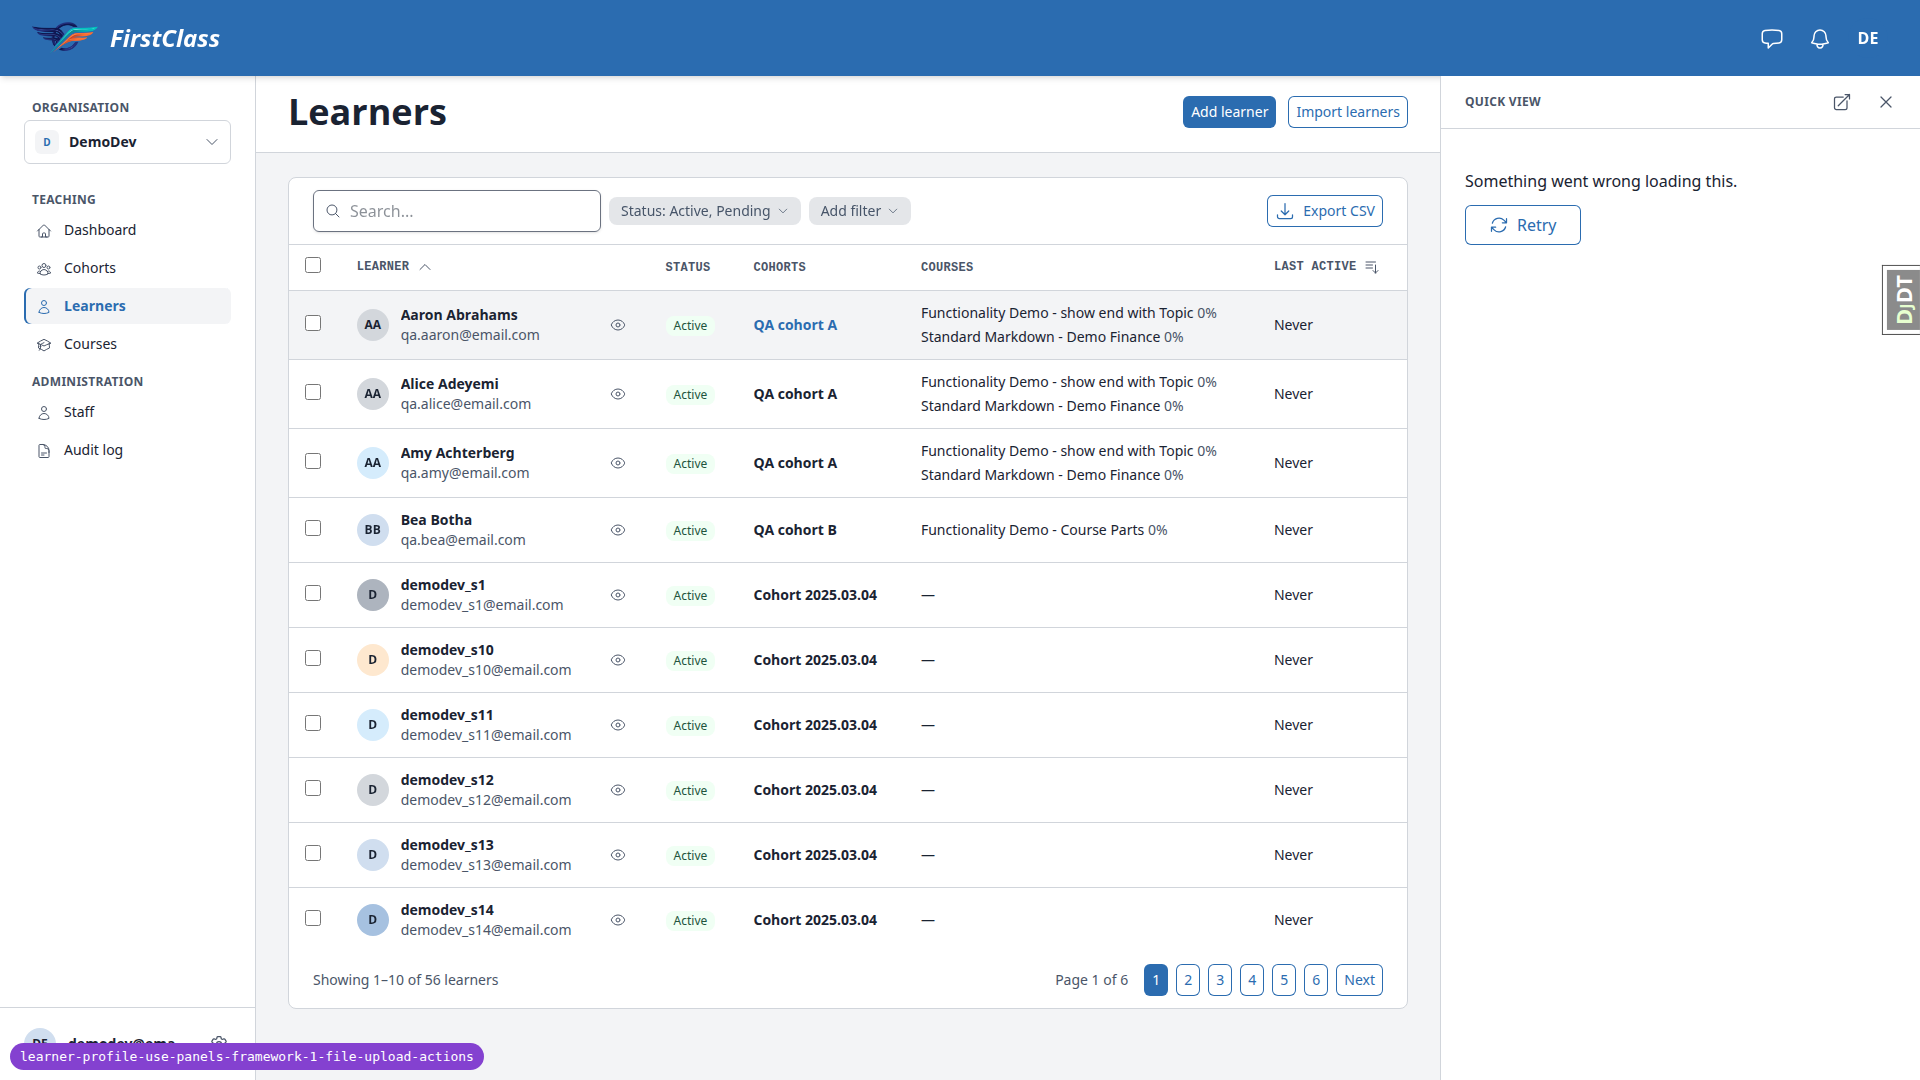 FirstClass
DE
ORGANISATION
D DemoDev
TEACHING
Dashboard
Cohorts
Learners
Courses
ADMINISTRATION
Staff
Audit log
learner-profile-use-panels-framework-1-file-upload-actions
Learners
Add learner Import learners
Search...
Status: Active, Pending Add filter Export CSV
LEARNER STATUS COHORTS COURSES LAST ACTIVE
AA Aaron Abrahams
qa.aaron@email.com
Active QA cohort A
Functionality Demo - show end with Topic 0%
Standard Markdown - Demo Finance 0%
Never
AA Alice Adeyemi
qa.alice@email.com
Active QA cohort A
Functionality Demo - show end with Topic 0%
Standard Markdown - Demo Finance 0%
Never
AA Amy Achterberg
qa.amy@email.com
Active QA cohort A
Functionality Demo - show end with Topic 0%
Standard Markdown - Demo Finance 0%
Never
BB Bea Botha
qa.bea@email.com
Active QA cohort B
Functionality Demo - Course Parts 0%
Never
D demodev_s1
demodev_s1@email.com
Active Cohort 2025.03.04 — Never
D demodev_s10
demodev_s10@email.com
Active Cohort 2025.03.04 — Never
D demodev_s11
demodev_s11@email.com
Active Cohort 2025.03.04 — Never
D demodev_s12
demodev_s12@email.com
Active Cohort 2025.03.04 — Never
D demodev_s13
demodev_s13@email.com
Active Cohort 2025.03.04 — Never
D demodev_s14
demodev_s14@email.com
Active Cohort 2025.03.04 — Never
Showing 1–10 of 56 learners
Page 1 of 6 1 2 3 4 5 6 Next
QUICK VIEW
Something went wrong loading this.
Retry
DjDT